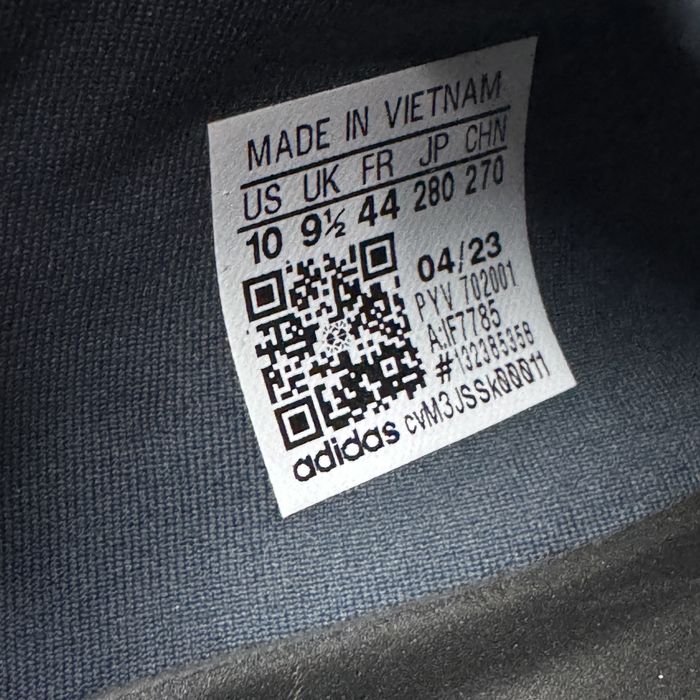 MADE IN VIETNAM
US UK FR JP CHN
10 9½ 44 280 270
04/23
PYV 702001
A:IF7785
#132385358
adidas cvM3JSSk00011